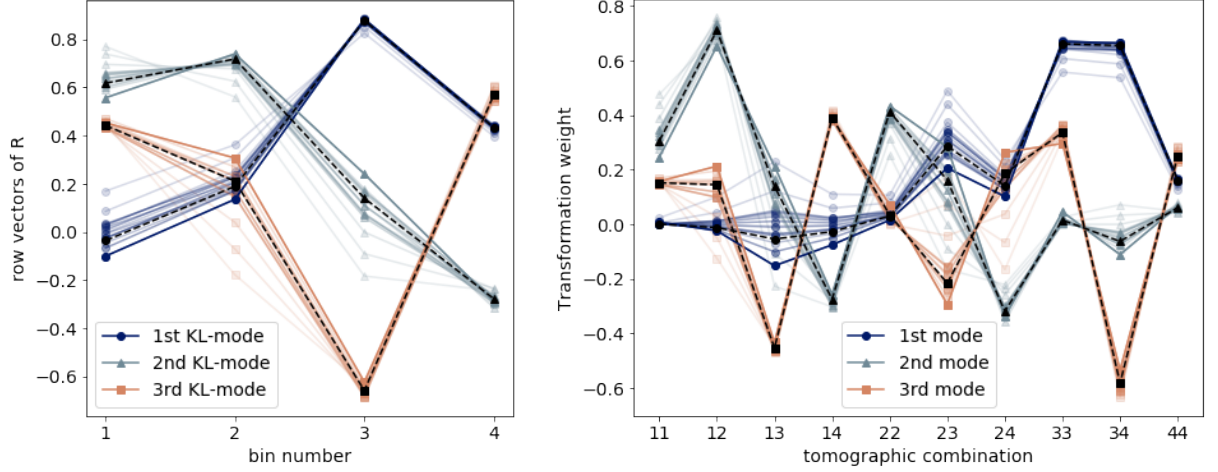 row vectors of R
0.8
0.6
0.4
0.2
0.0
−0.2
−0.4
−0.6
1st KL-mode
2nd KL-mode
3rd KL-mode
1 2 3 4
bin number
Transformation weight
0.8
0.6
0.4
0.2
0.0
−0.2
−0.4
−0.6
1st mode
2nd mode
3rd mode
11 12 13 14 22 23 24 33 34 44
tomographic combination